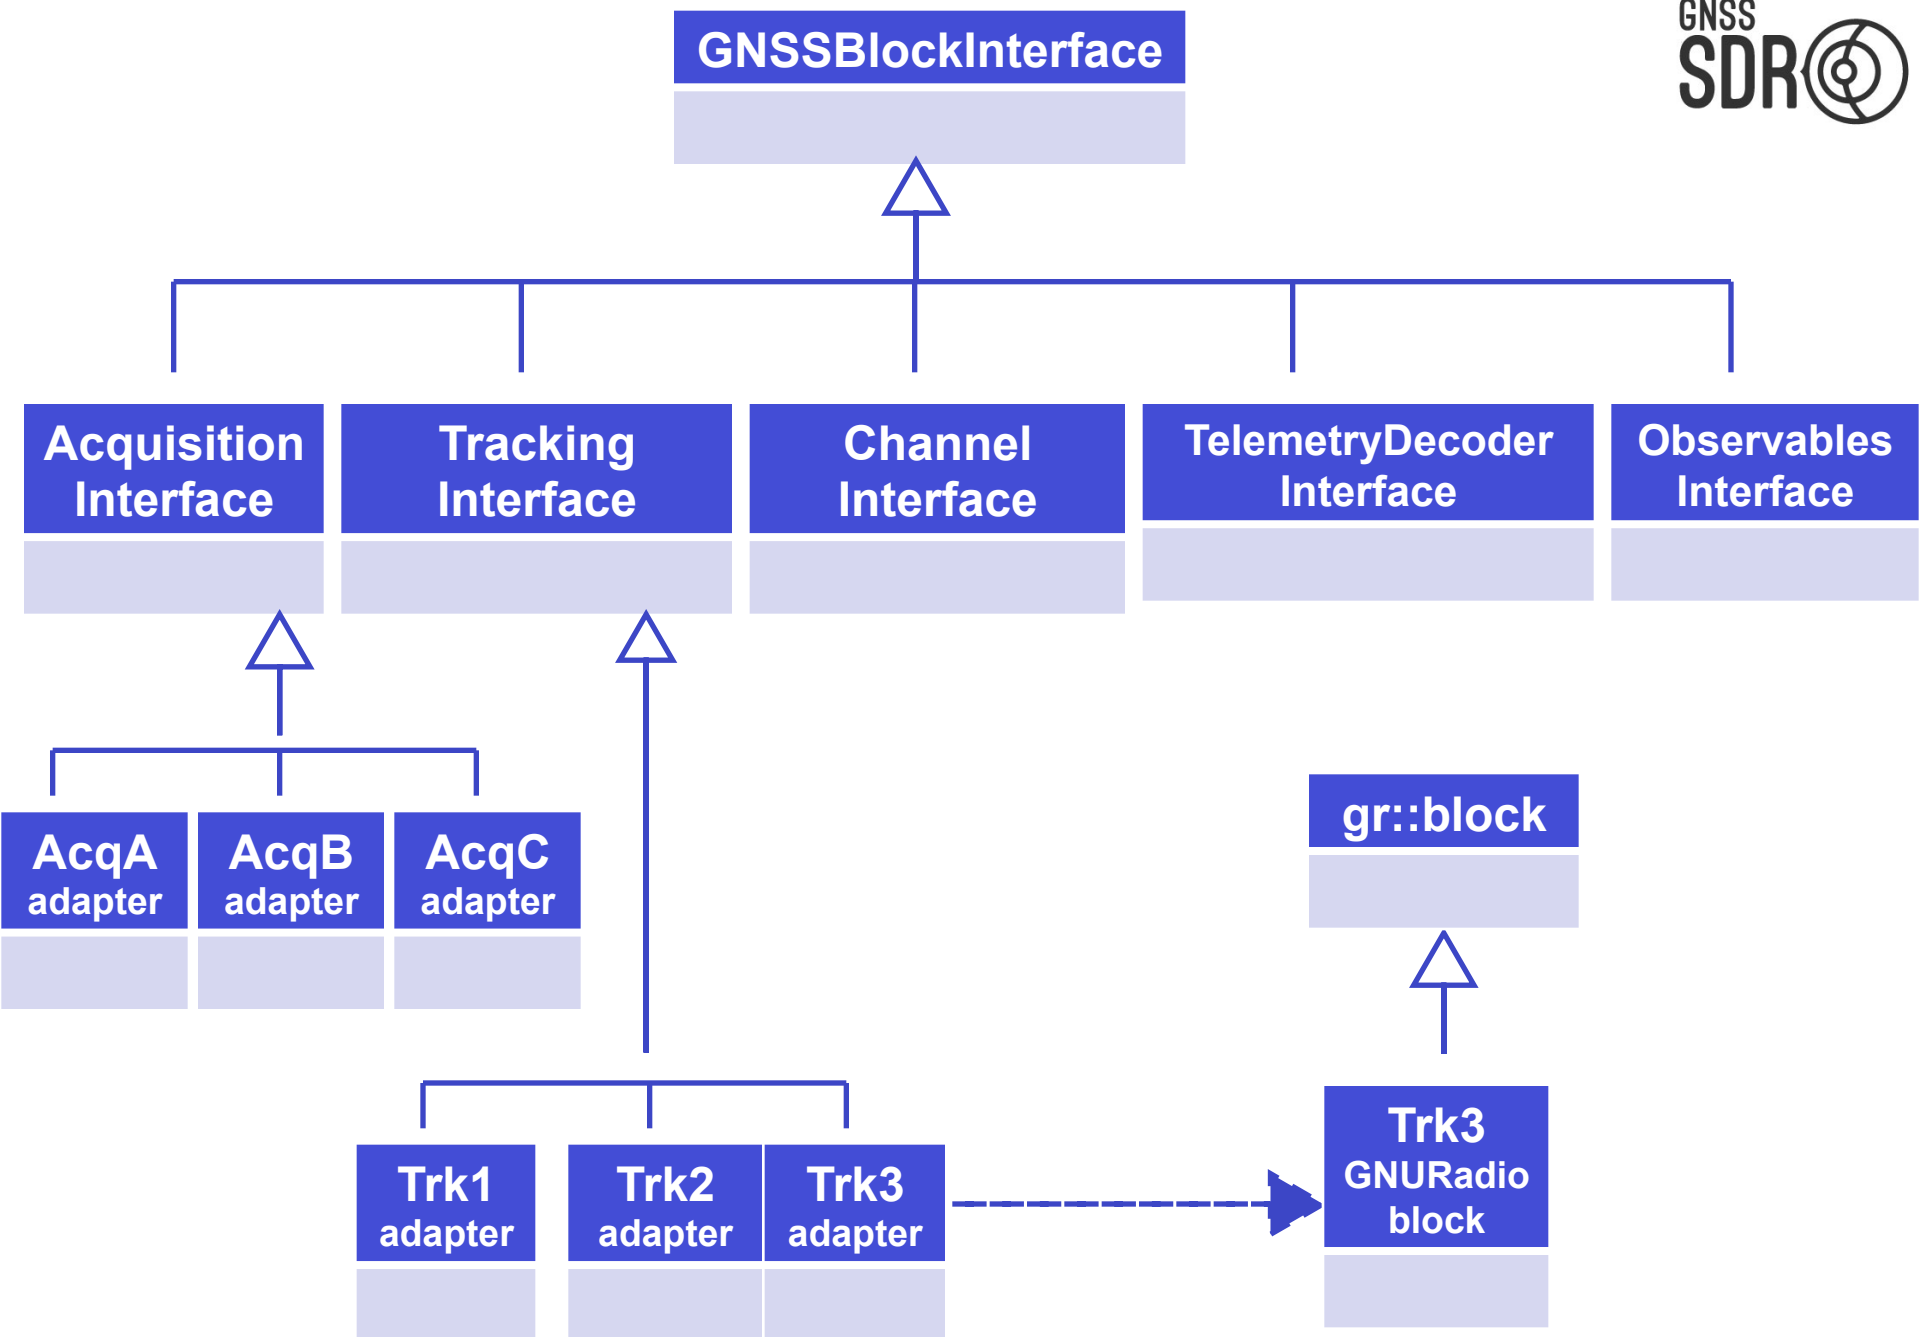 GNSS
SDR
GNSSBlockInterface
Acquisition
Interface
Tracking
Interface
Channel
Interface
TelemetryDecoder
Interface
Observables
Interface
AcqA
adapter
AcqB
adapter
AcqC
adapter
gr::block
Trk1
adapter
Trk2
adapter
Trk3
adapter
Trk3
GNURadio
block